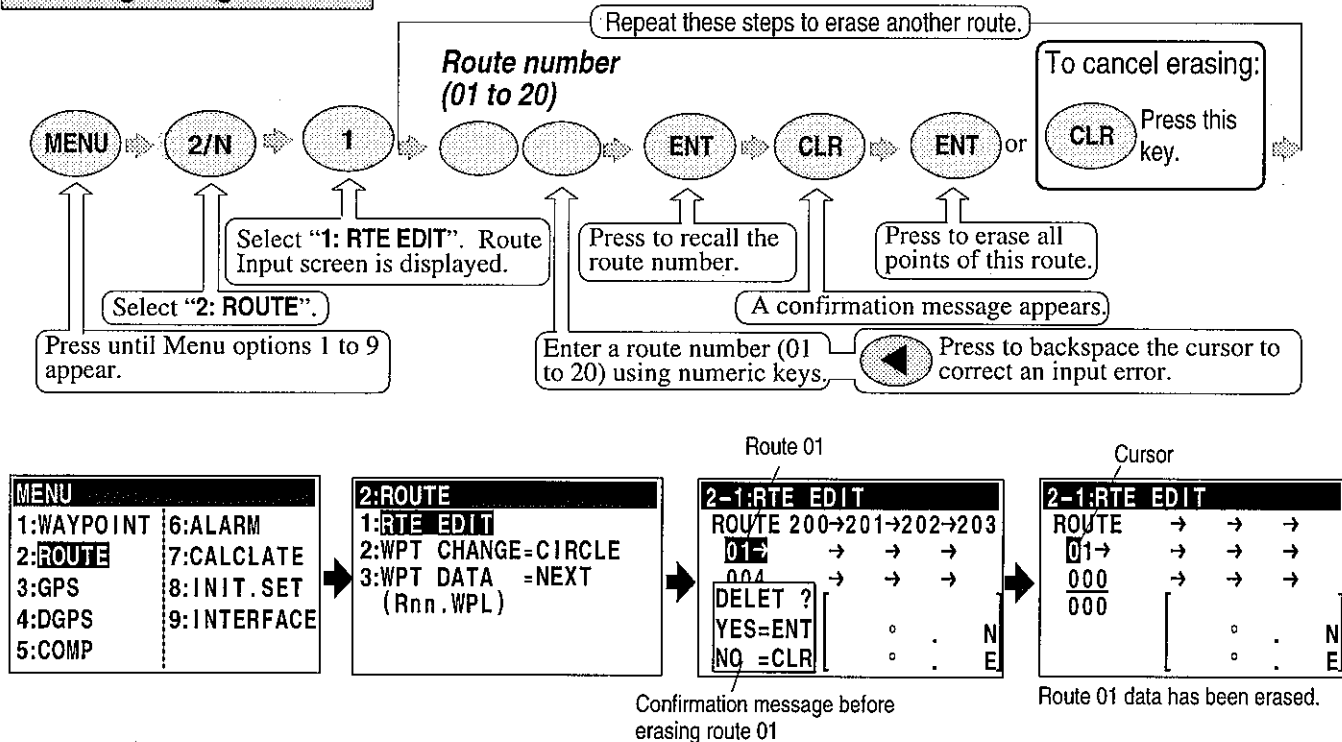 Repeat these steps to erase another route.
Route number
(01 to 20)
To cancel erasing:
MENU
2/N
1
ENT
CLR
ENT
or
CLR
Press this
key.
Select “1: RTE EDIT”. Route
Input screen is displayed.
Press to recall the
route number.
Press to erase all
points of this route.
Select “2: ROUTE”.
A confirmation message appears.
Press until Menu options 1 to 9
appear.
Enter a route number (01
to 20) using numeric keys.
Press to backspace the cursor to
correct an input error.
Route 01
Cursor
MENU
1:WAYPOINT 6:ALARM
2:ROUTE 7:CALCLATE
3:GPS 8:INIT.SET
4:DGPS 9:INTERFACE
5:COMP
2:ROUTE
1:RTE EDIT
2:WPT CHANGE=CIRCLE
3:WPT DATA =NEXT
(Rnn.WPL)
2-1:RTE EDIT
ROUTE 200→201→202→203
01→ → → →
004 → → →
DELET ?
YES=ENT ° . N
NO =CLR ° . E
2-1:RTE EDIT
ROUTE → → →
01→ → → →
000 → → →
000
° . N
° . E
Confirmation message before
erasing route 01
Route 01 data has been erased.